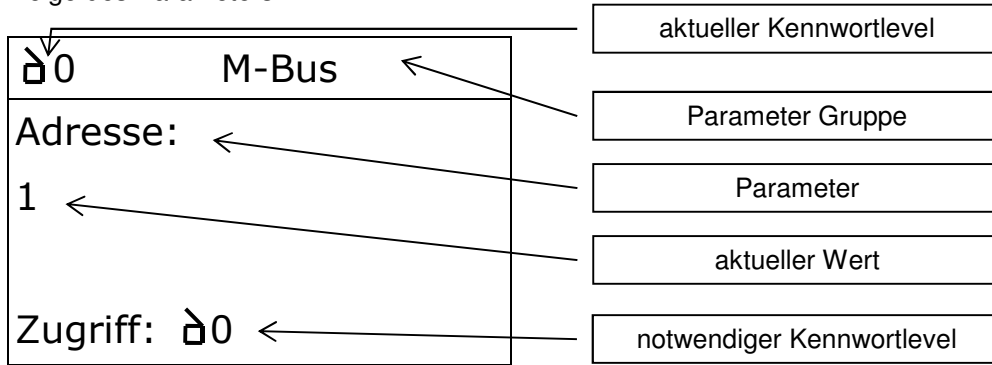 aktueller Kennwortlevel
0 M-Bus
Parameter Gruppe
Adresse:
Parameter
1
aktueller Wert
Zugriff: 0
notwendiger Kennwortlevel